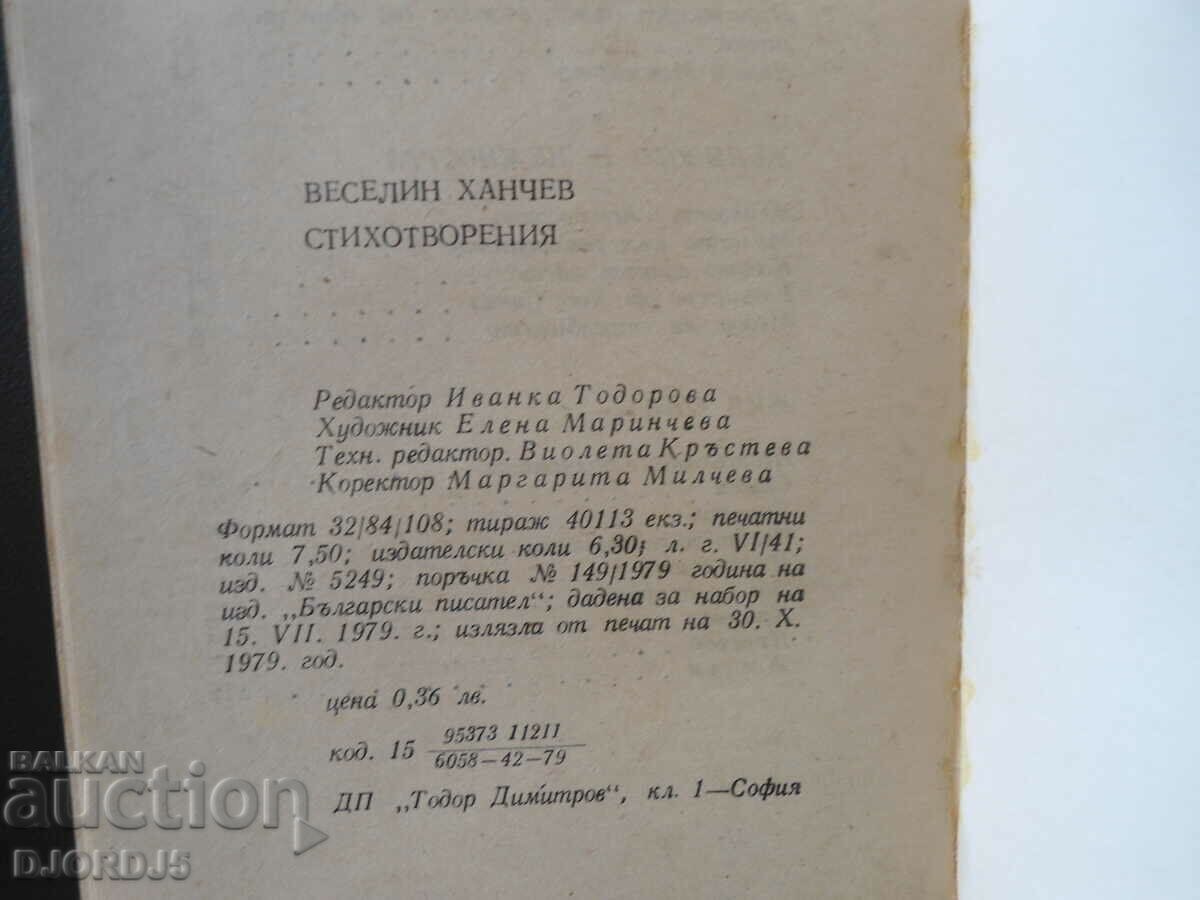 ВЕСЕЛИН ХАНЧЕВ
СТИХОТВОРЕНИЯ
Редактор Иванка Тодорова
Художник Елена Маринчева
Техн. редактор. Виолета Кръстева
Коректор Маргарита Милчева
Формат 32/84/108; тираж 40113 екз.; печатни
коли 7,50; издателски коли 6,30; л. г. VI/41;
изд. № 5249; поръчка № 149/1979 година на
изд. „Български писател“; дадена за набор на
15. VII. 1979. г.; излязла от печат на 30. X.
1979. год.
цена 0,36 лв.
код. 15 95373 11211
6058—42—79
ДП „Тодор Димитров“, кл. 1—София
BALKAN
auction
DJORDJ5